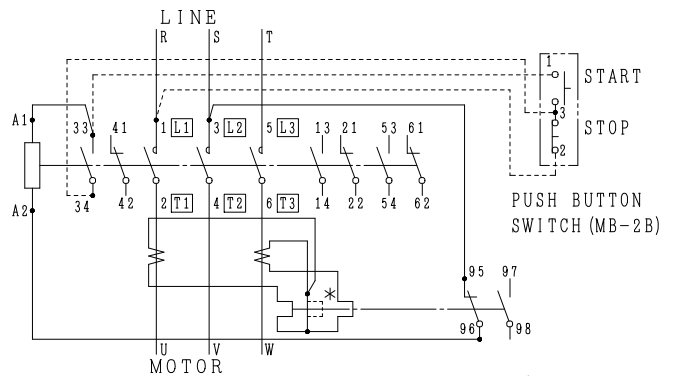 LINE
R S T
1
START
A1 33 41 1 L1 3 L2 5 L3 13 21 53 61
3
STOP
2
34 42 2 T1 4 T2 6 T3 14 22 54 62
A2
PUSH BUTTON
SWITCH (MB-2B)
*
95 97
96 98
U V W
MOTOR